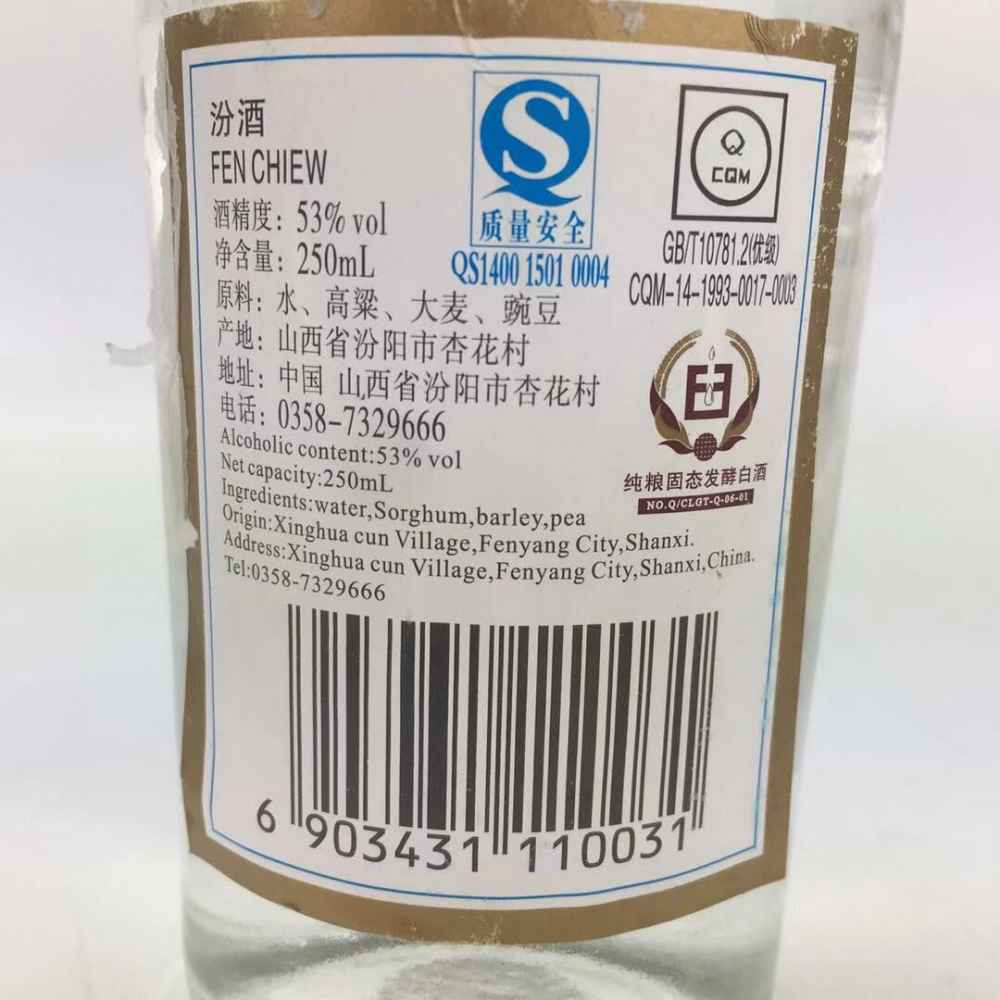 汾酒
FEN CHIEW
酒精度：53% vol
净含量：250mL
原料：水、高粱、大麦、豌豆
产地：山西省汾阳市杏花村
地址：中国 山西省汾阳市杏花村
电话：0358-7329666
Alcoholic content:53% vol
Net capacity:250mL
Ingredients:water,Sorghum,barley,pea
Origin:Xinghua cun Village,Fenyang City,Shanxi.
Address:Xinghua cun Village,Fenyang City,Shanxi,China.
Tel:0358-7329666
S
质量安全
QS1400 1501 0004
Q
CQM
GB/T10781.2(优级)
CQM-14-1993-0017-0003
纯粮固态发酵白酒
NO.Q/CLGT-Q-06-01
6 903431 110031